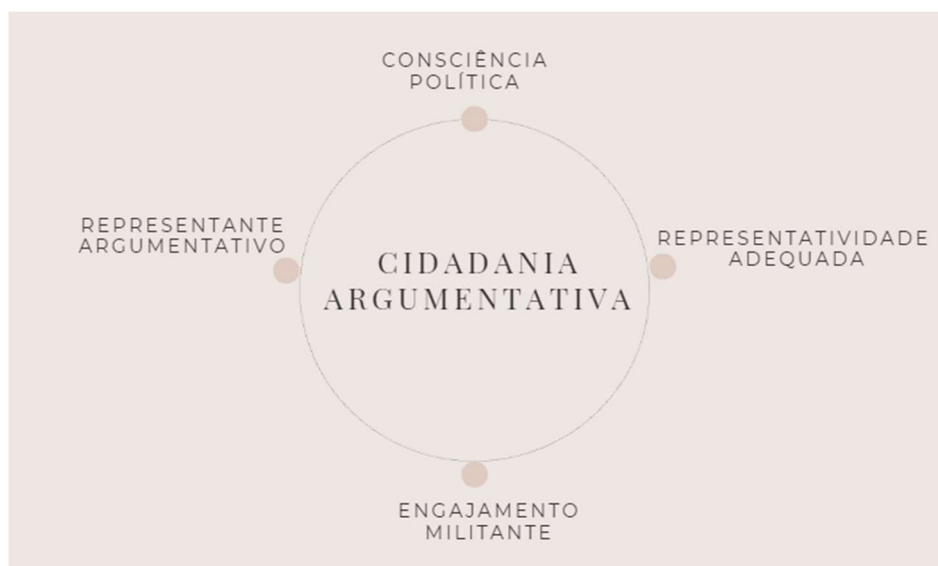 CONSCIÊNCIA
POLÍTICA
REPRESENTANTE
ARGUMENTATIVO
REPRESENTATIVIDADE
ADEQUADA
CIDADANIA
ARGUMENTATIVA
ENGAJAMENTO
MILITANTE